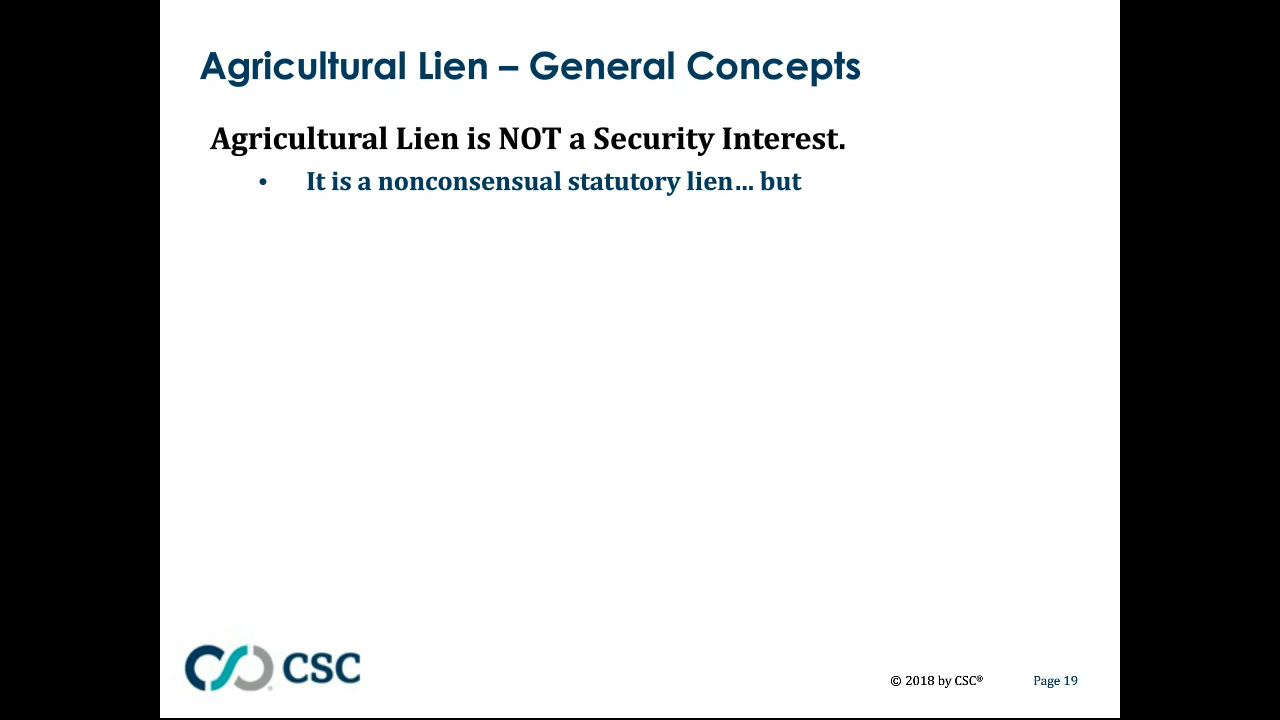 Agricultural Lien – General Concepts
Agricultural Lien is NOT a Security Interest.
• It is a nonconsensual statutory lien... but
CSC
© 2018 by CSC®
Page 19